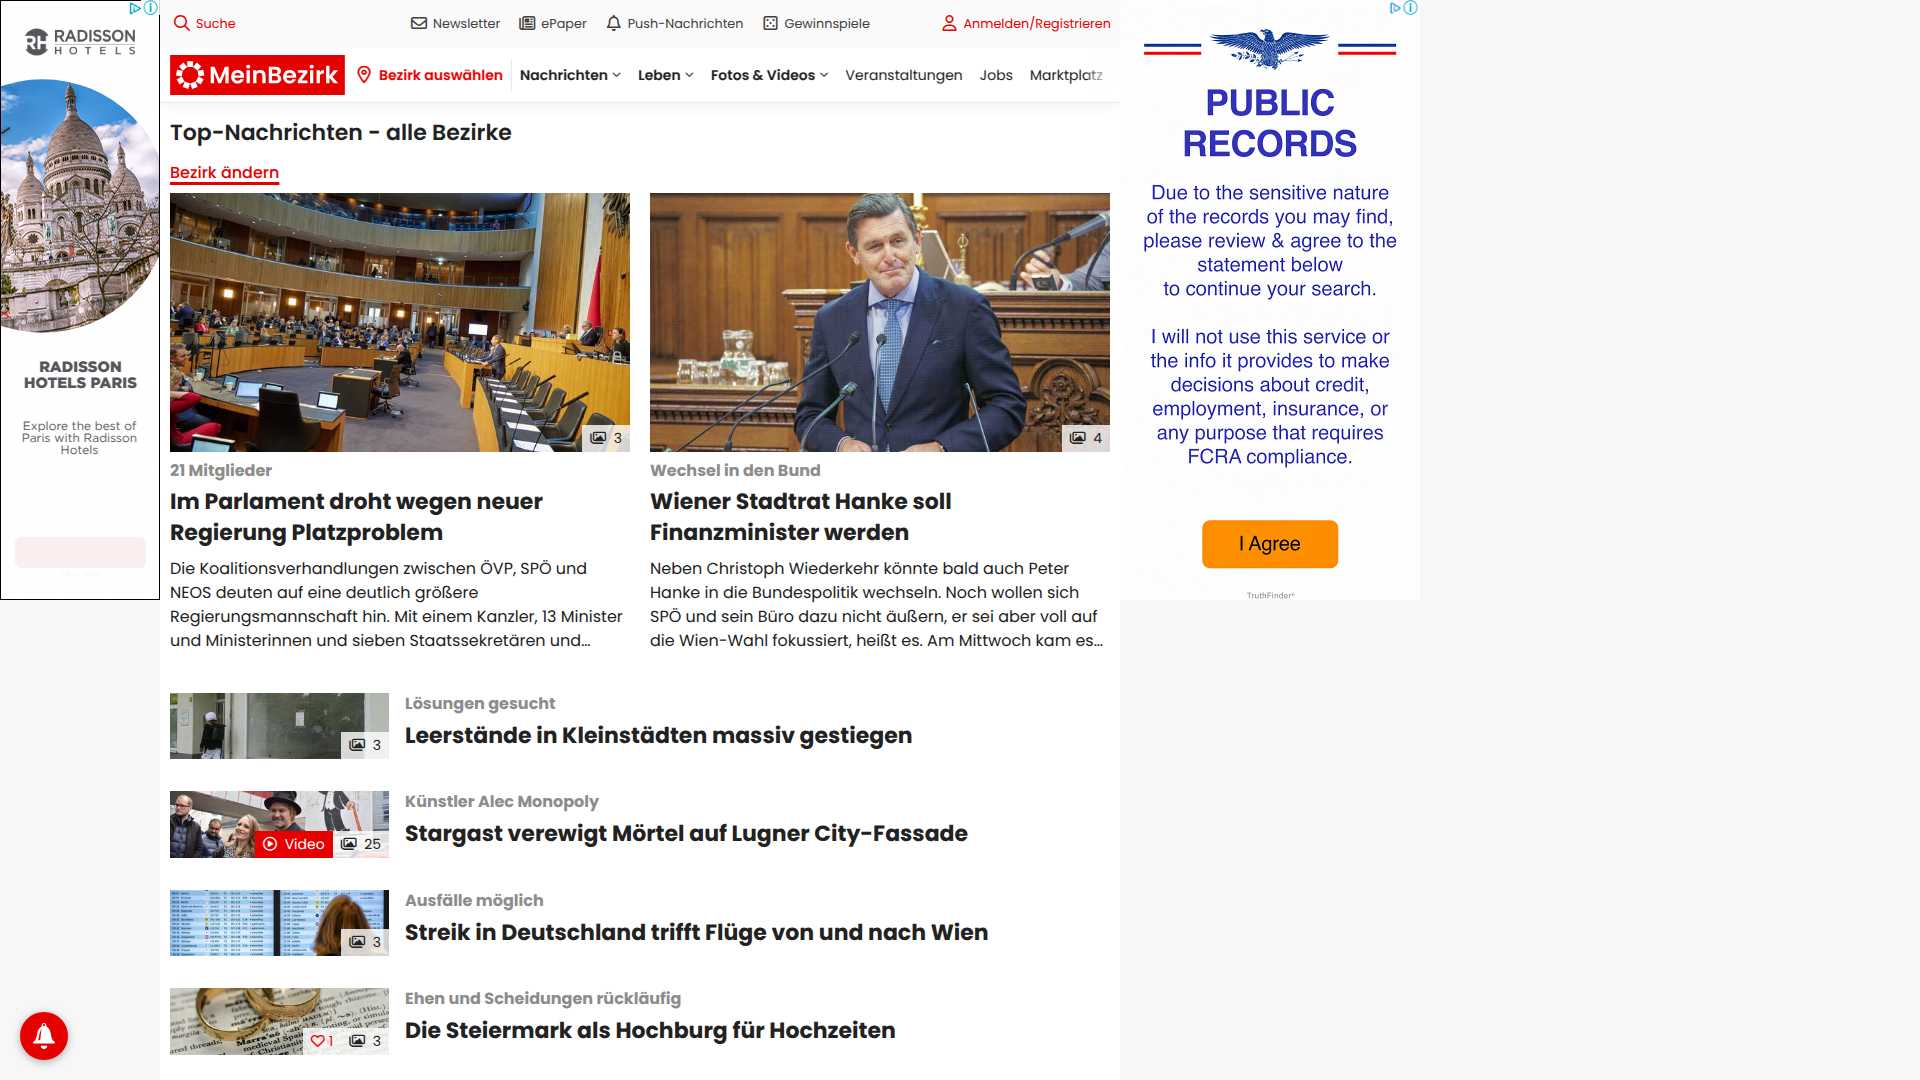 Suche
Newsletter
ePaper
Push-Nachrichten
Gewinnspiele
Anmelden/Registrieren
MeinBezirk
Bezirk auswählen
Nachrichten
Leben
Fotos & Videos
Veranstaltungen
Jobs
Marktplatz
RADISSON
HOTELS
RADISSON
HOTELS PARIS
Explore the best of
Paris with Radisson
Hotels
Top-Nachrichten - alle Bezirke
Bezirk ändern
3
21 Mitglieder
Im Parlament droht wegen neuer
Regierung Platzproblem
Die Koalitionsverhandlungen zwischen ÖVP, SPÖ und
NEOS deuten auf eine deutlich größere
Regierungsmannschaft hin. Mit einem Kanzler, 13 Minister
und Ministerinnen und sieben Staatssekretären und...
4
Wechsel in den Bund
Wiener Stadtrat Hanke soll
Finanzminister werden
Neben Christoph Wiederkehr könnte bald auch Peter
Hanke in die Bundespolitik wechseln. Noch wollen sich
SPÖ und sein Büro dazu nicht äußern, er sei aber voll auf
die Wien-Wahl fokussiert, heißt es. Am Mittwoch kam es...
3
Lösungen gesucht
Leerstände in Kleinstädten massiv gestiegen
Video
25
Künstler Alec Monopoly
Stargast verewigt Mörtel auf Lugner City-Fassade
3
Ausfälle möglich
Streik in Deutschland trifft Flüge von und nach Wien
1
3
Ehen und Scheidungen rückläufig
Die Steiermark als Hochburg für Hochzeiten
PUBLIC
RECORDS
Due to the sensitive nature
of the records you may find,
please review & agree to the
statement below
to continue your search.
I will not use this service or
the info it provides to make
decisions about credit,
employment, insurance, or
any purpose that requires
FCRA compliance.
I Agree
TruthFinder*